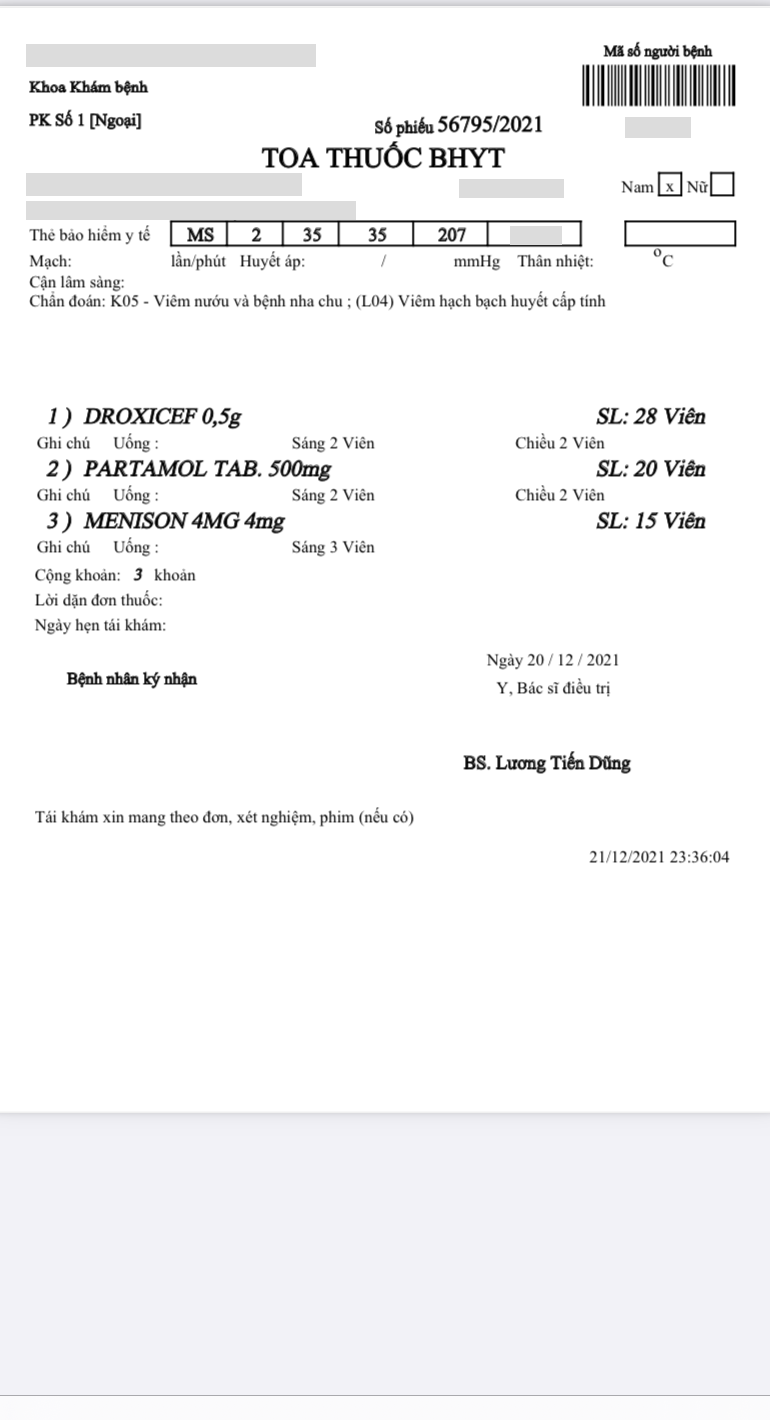 Mã số người bệnh
Khoa Khám bệnh
PK Số 1 [Ngoại]
Số phiếu 56795/2021
TOA THUỐC BHYT
Nam x Nữ
Thẻ bảo hiểm y tế MS 2 35 35 207
Mạch: lần/phút Huyết áp: / mmHg Thân nhiệt: °C
Cận lâm sàng:
Chẩn đoán: K05 - Viêm nướu và bệnh nha chu ; (L04) Viêm hạch bạch huyết cấp tính
1 ) DROXICEF 0,5g SL: 28 Viên
Ghi chú Uống : Sáng 2 Viên Chiều 2 Viên
2 ) PARTAMOL TAB. 500mg SL: 20 Viên
Ghi chú Uống : Sáng 2 Viên Chiều 2 Viên
3 ) MENISON 4MG 4mg SL: 15 Viên
Ghi chú Uống : Sáng 3 Viên
Cộng khoản: 3 khoản
Lời dặn đơn thuốc:
Ngày hẹn tái khám:
Ngày 20 / 12 / 2021
Bệnh nhân ký nhận
Y, Bác sĩ điều trị
BS. Lương Tiến Dũng
Tái khám xin mang theo đơn, xét nghiệm, phim (nếu có)
21/12/2021 23:36:04